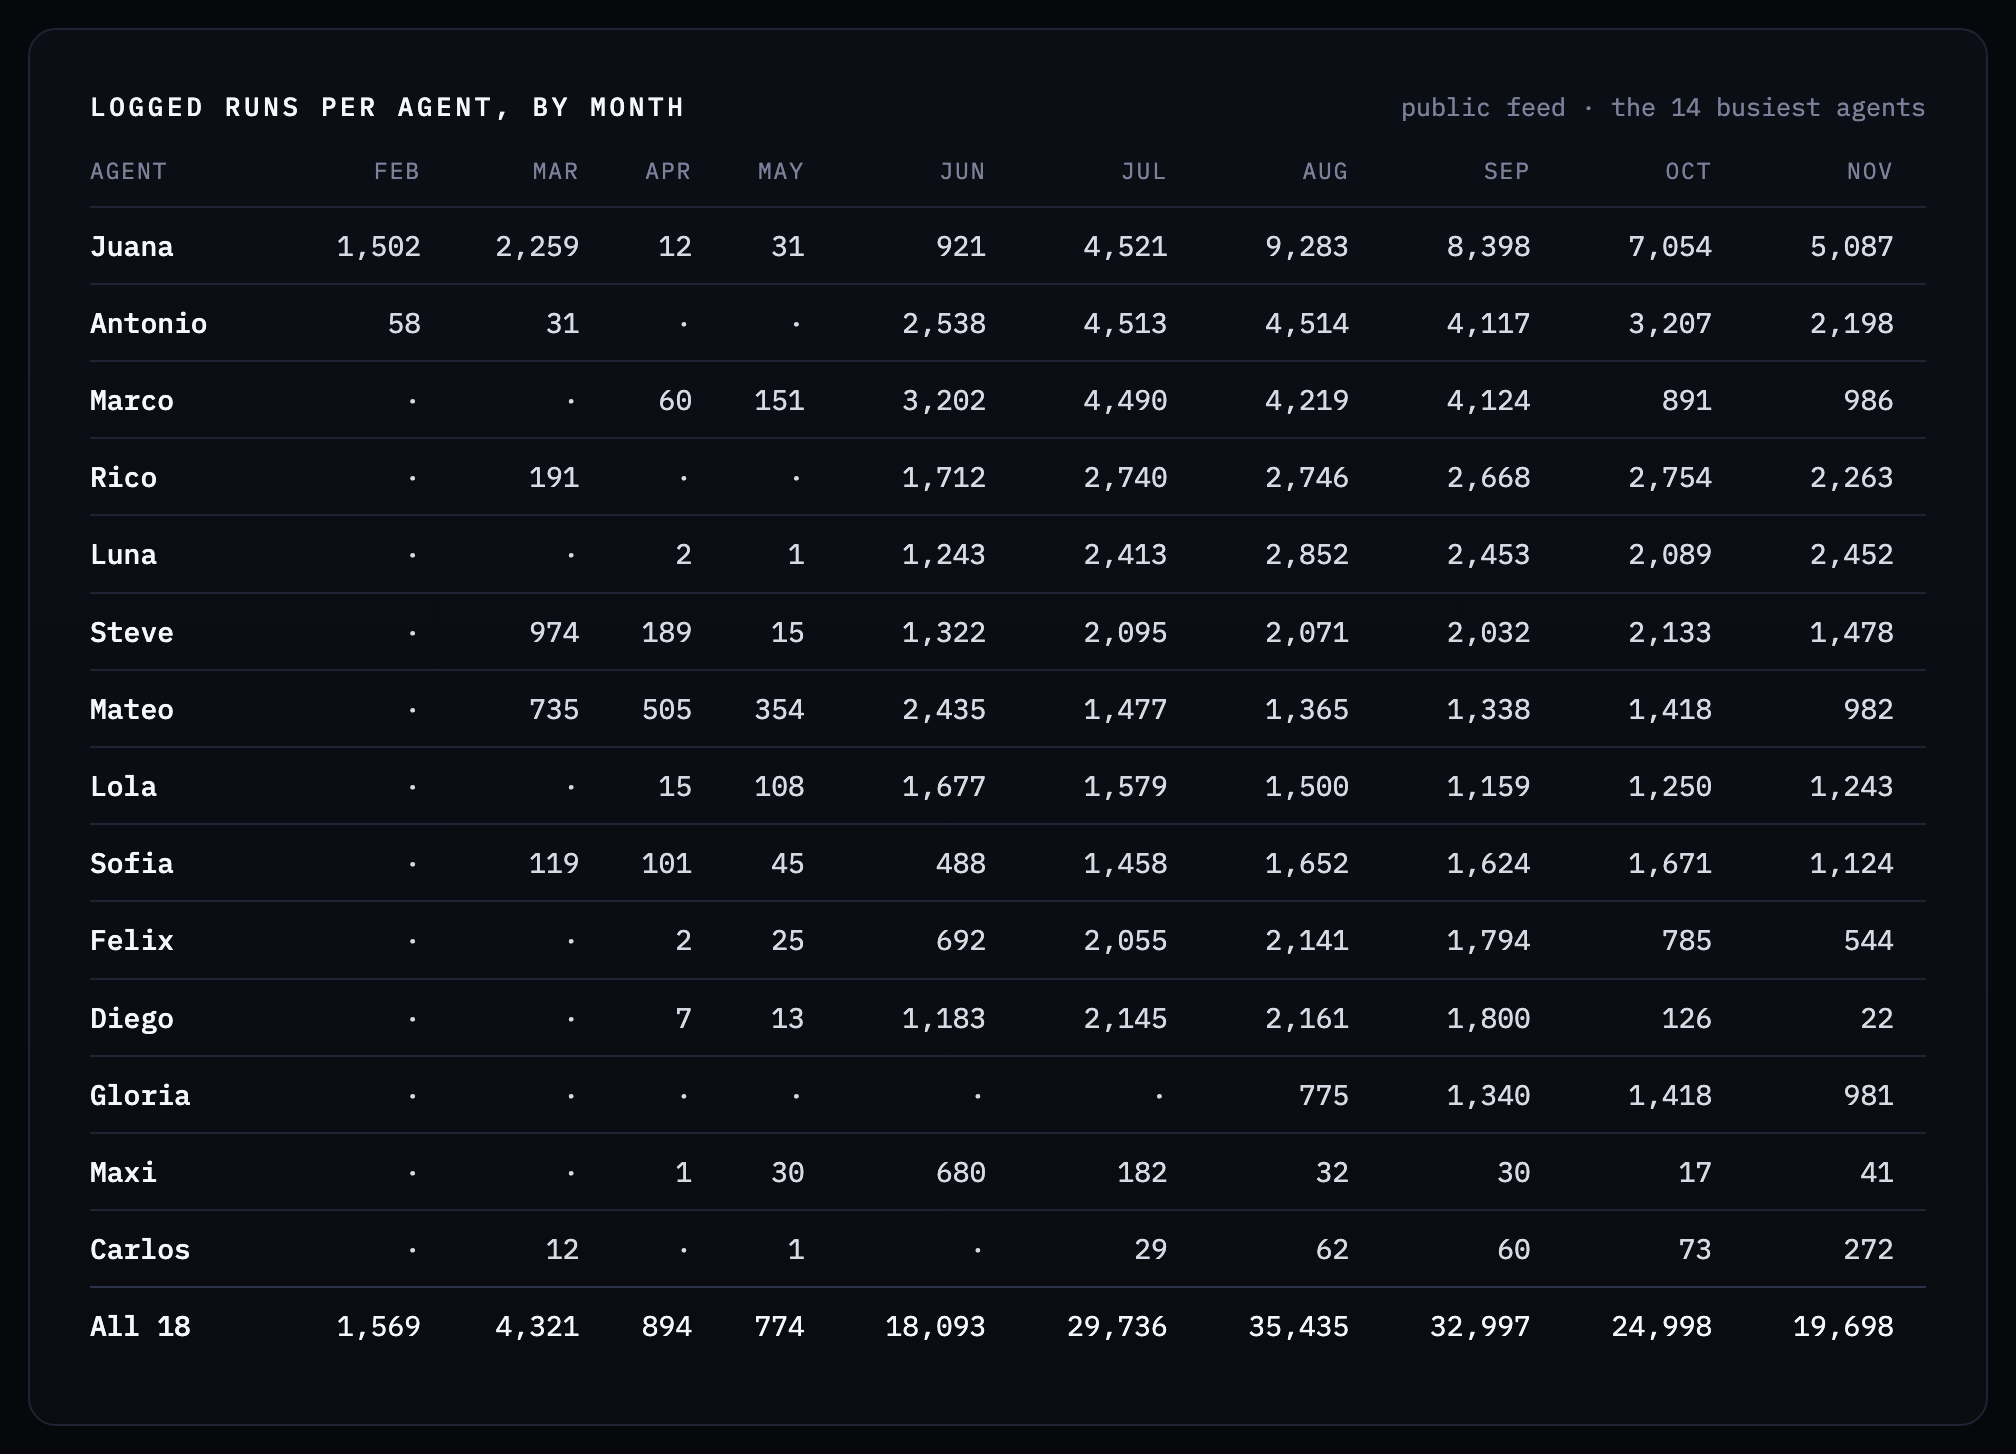 LOGGED RUNS PER AGENT, BY MONTH public feed · the 14 busiest agents
AGENT FEB MAR APR MAY JUN JUL AUG SEP OCT NOV
Juana 1,502 2,259 12 31 921 4,521 9,283 8,398 7,054 5,087
Antonio 58 31 · · 2,538 4,513 4,514 4,117 3,207 2,198
Marco · · 60 151 3,202 4,490 4,219 4,124 891 986
Rico · 191 · · 1,712 2,740 2,746 2,668 2,754 2,263
Luna · · 2 1 1,243 2,413 2,852 2,453 2,089 2,452
Steve · 974 189 15 1,322 2,095 2,071 2,032 2,133 1,478
Mateo · 735 505 354 2,435 1,477 1,365 1,338 1,418 982
Lola · · 15 108 1,677 1,579 1,500 1,159 1,250 1,243
Sofia · 119 101 45 488 1,458 1,652 1,624 1,671 1,124
Felix · · 2 25 692 2,055 2,141 1,794 785 544
Diego · · 7 13 1,183 2,145 2,161 1,800 126 22
Gloria · · · · · · 775 1,340 1,418 981
Maxi · · 1 30 680 182 32 30 17 41
Carlos · 12 · 1 · 29 62 60 73 272
All 18 1,569 4,321 894 774 18,093 29,736 35,435 32,997 24,998 19,698